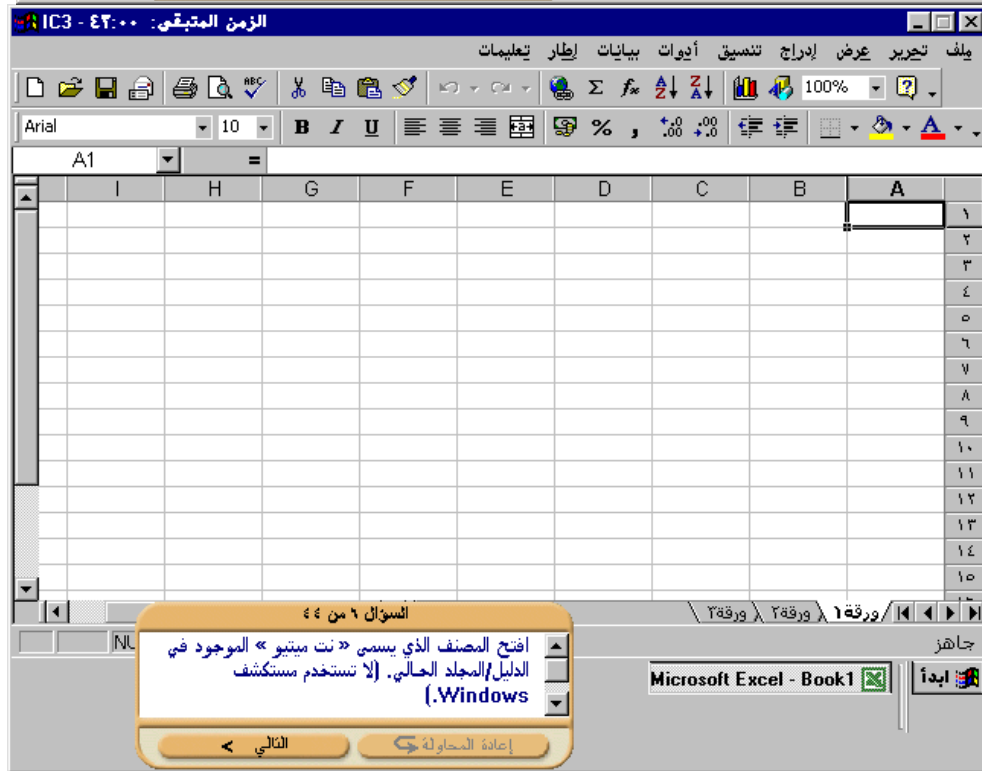 الزمن المتبقي: ٤٣:٠٠ - IC3
ملف تحرير عرض إدراج تنسيق أدوات بيانات إطار تعليمات
100%
Arial 10 B I U % ,
A1 =
I H G F E D C B A
١
٢
٣
٤
٥
٦
٧
٨
٩
١٠
١١
١٢
١٣
١٤
١٥
ورقة١ ورقة٢ ورقة٣
السؤال ٦ من ٤٤
جاهز
افتح المصنف الذي يسمى « نت ميتيو » الموجود في
الدليل/المجلد الحالي. (لا تستخدم مستكشف
Windows.)
ابدأ
Microsoft Excel - Book1
إعادة المحاولة
التالي >